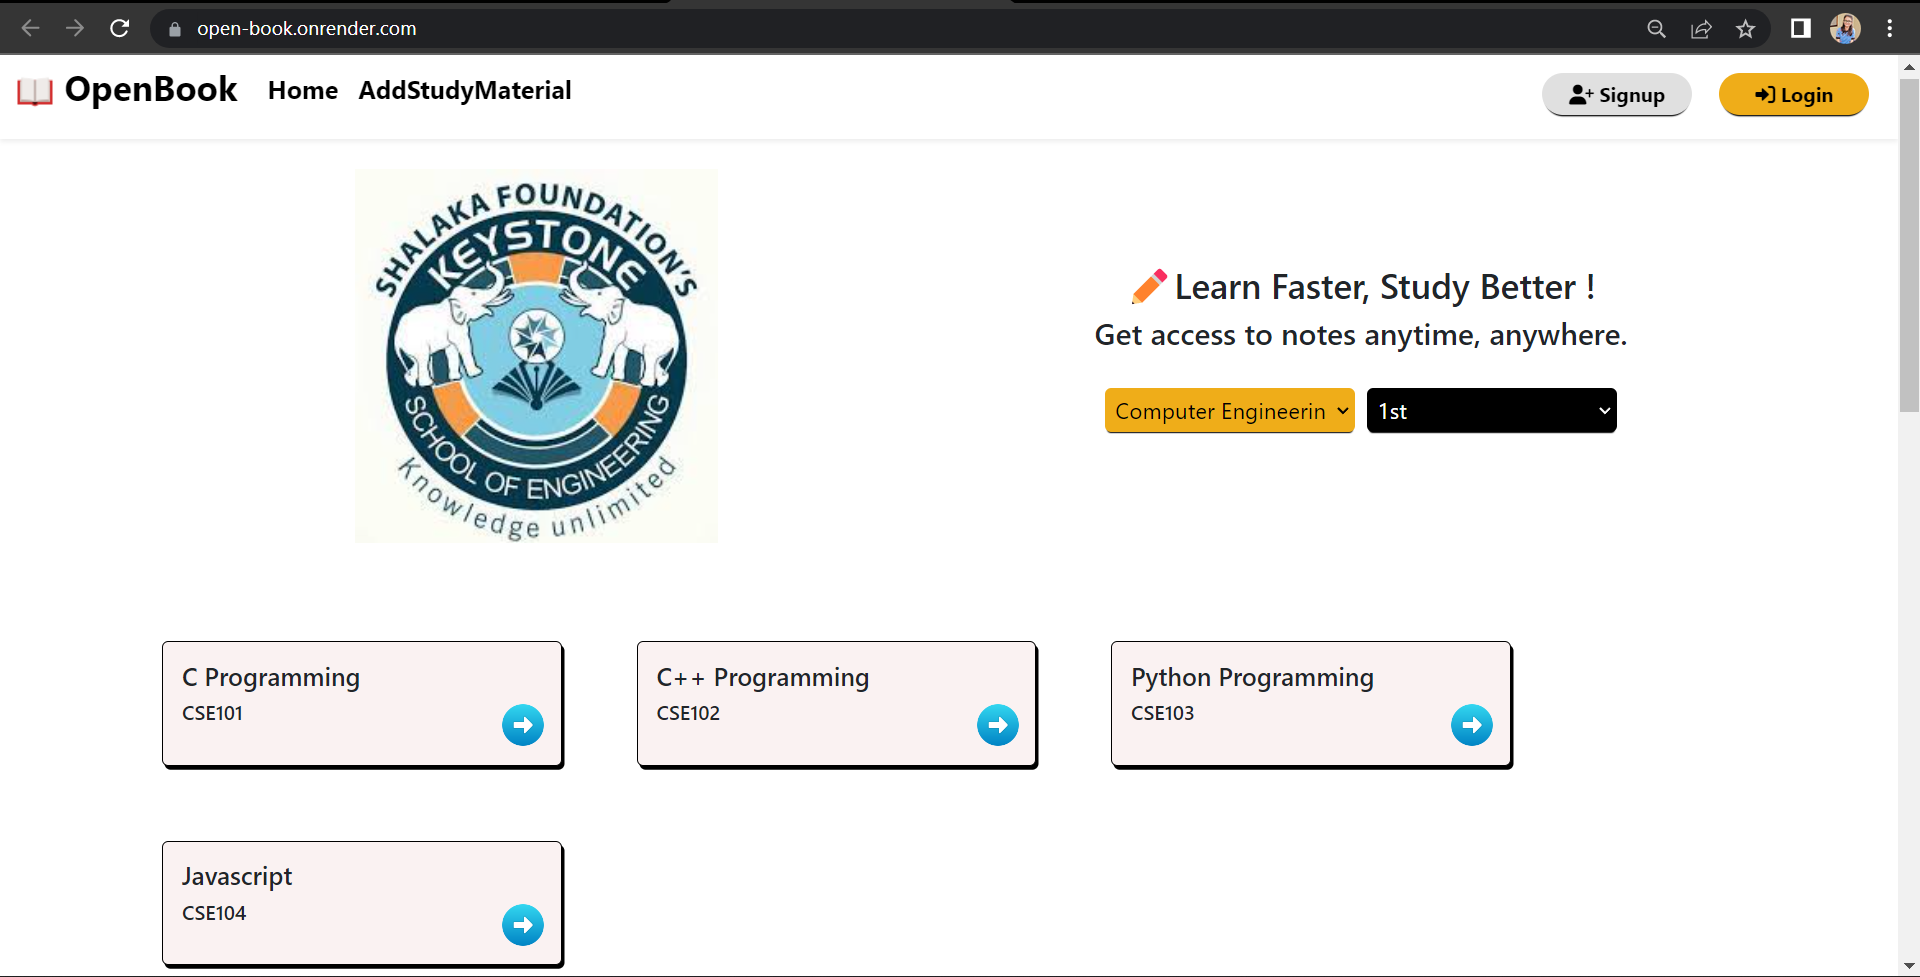 open-book.onrender.com
OpenBook Home AddStudyMaterial Signup Login
SHALAKA FOUNDATION'S
KEYSTONE
SCHOOL OF ENGINEERING
Knowledge unlimited
Learn Faster, Study Better !
Get access to notes anytime, anywhere.
Computer Engineerin 1st
C Programming
CSE101
C++ Programming
CSE102
Python Programming
CSE103
Javascript
CSE104